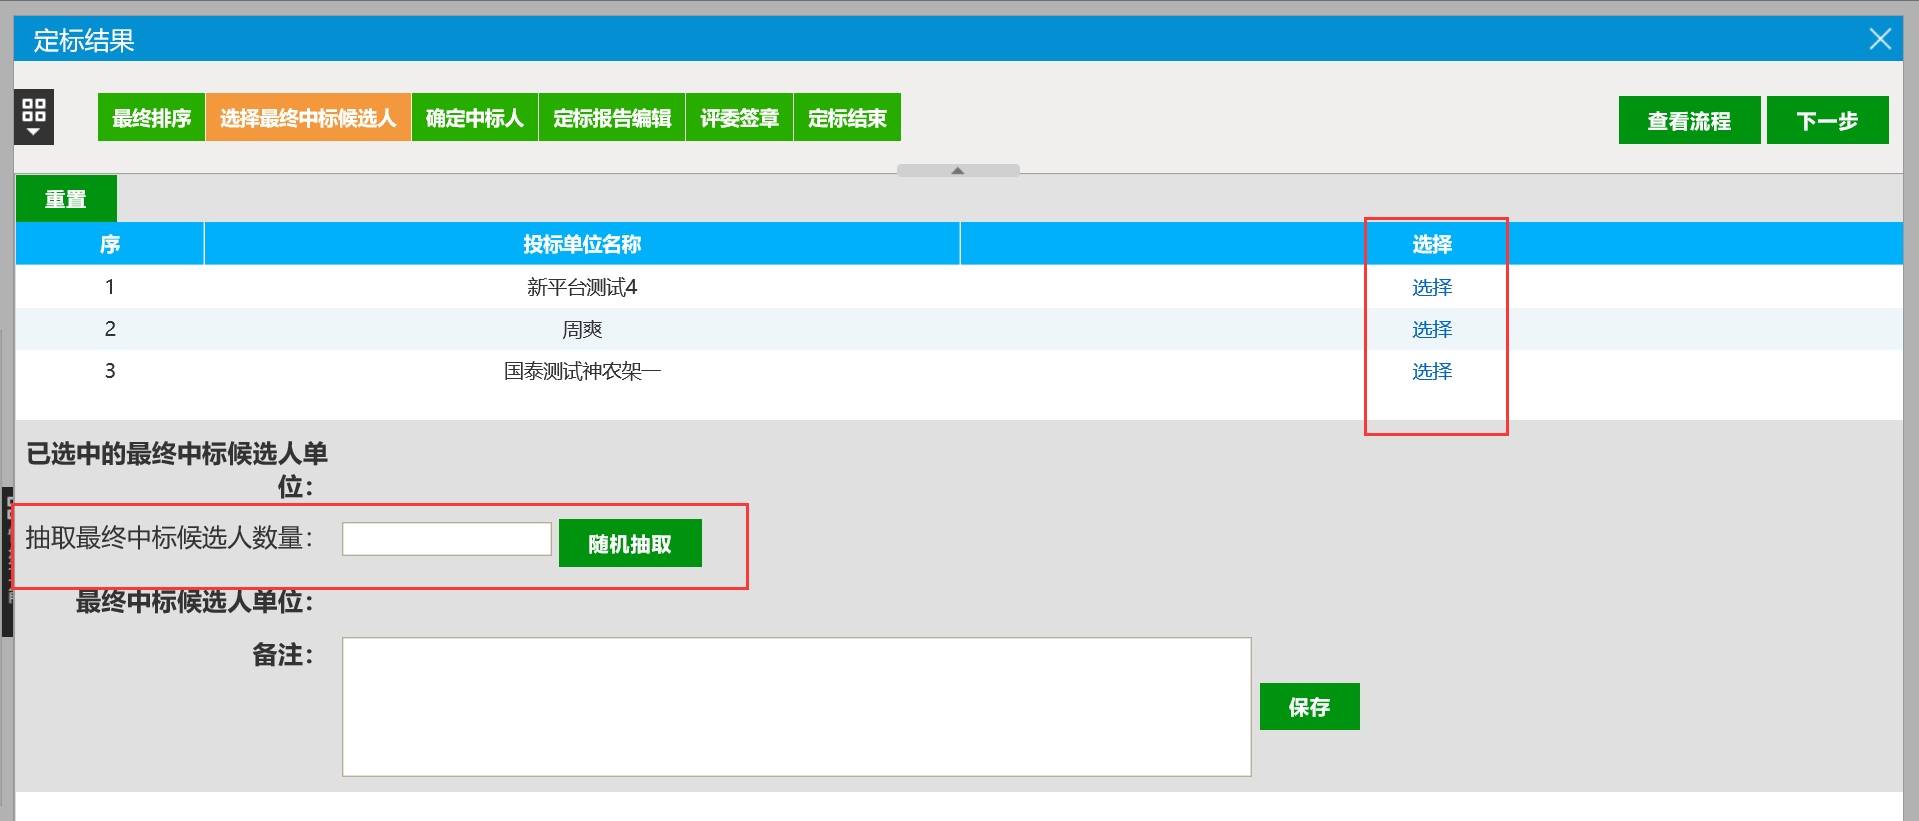 定标结果
最终排序 选择最终中标候选人 确定中标人 定标报告编辑 评委签章 定标结束 查看流程 下一步
重置
序 投标单位名称 选择
1 新平台测试4 选择
2 周爽 选择
3 国泰测试神农架一 选择
已选中的最终中标候选人单
位：
抽取最终中标候选人数量： 随机抽取
最终中标候选人单位：
备注：
保存